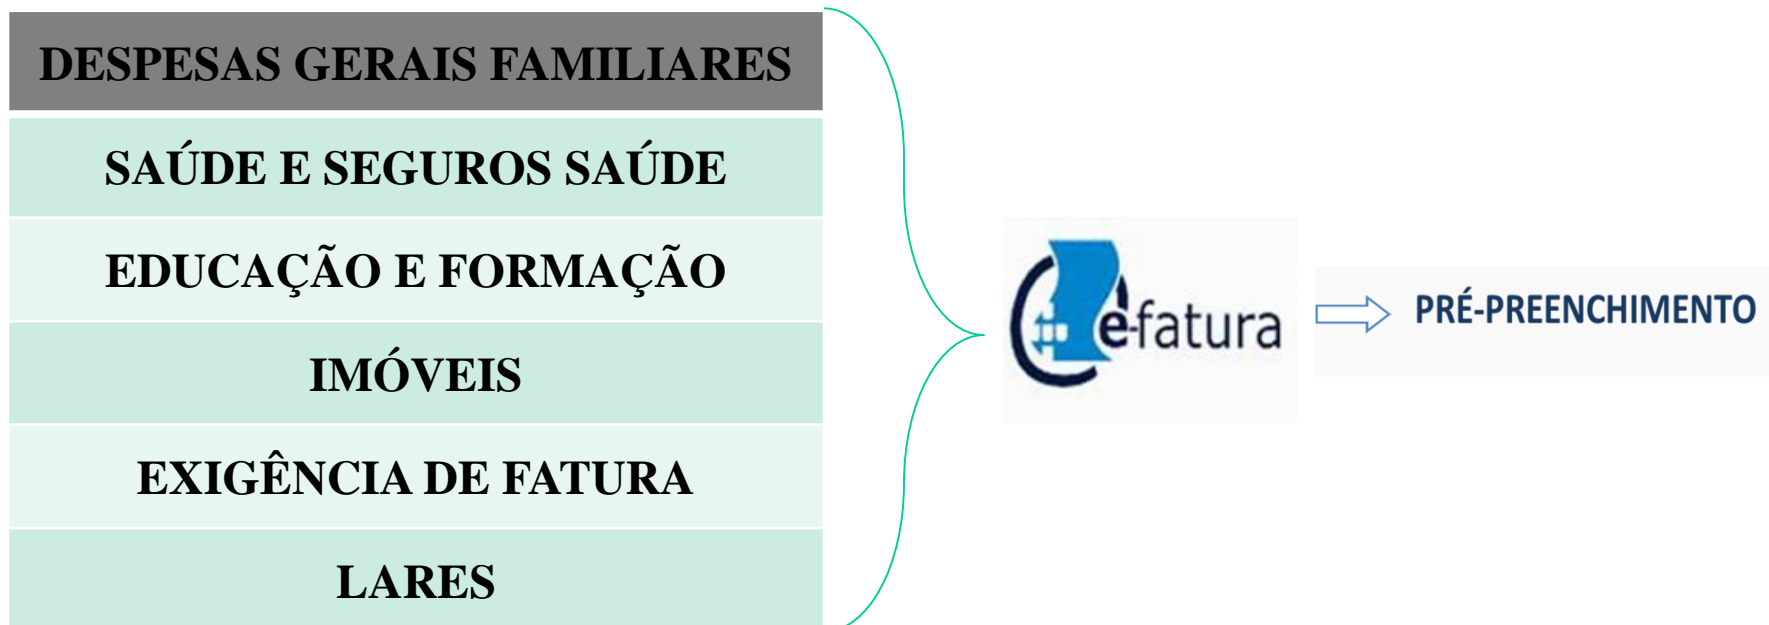 DESPESAS GERAIS FAMILIARES
SAÚDE E SEGUROS SAÚDE
EDUCAÇÃO E FORMAÇÃO
IMÓVEIS
EXIGÊNCIA DE FATURA
LARES
e-fatura
PRÉ-PREENCHIMENTO